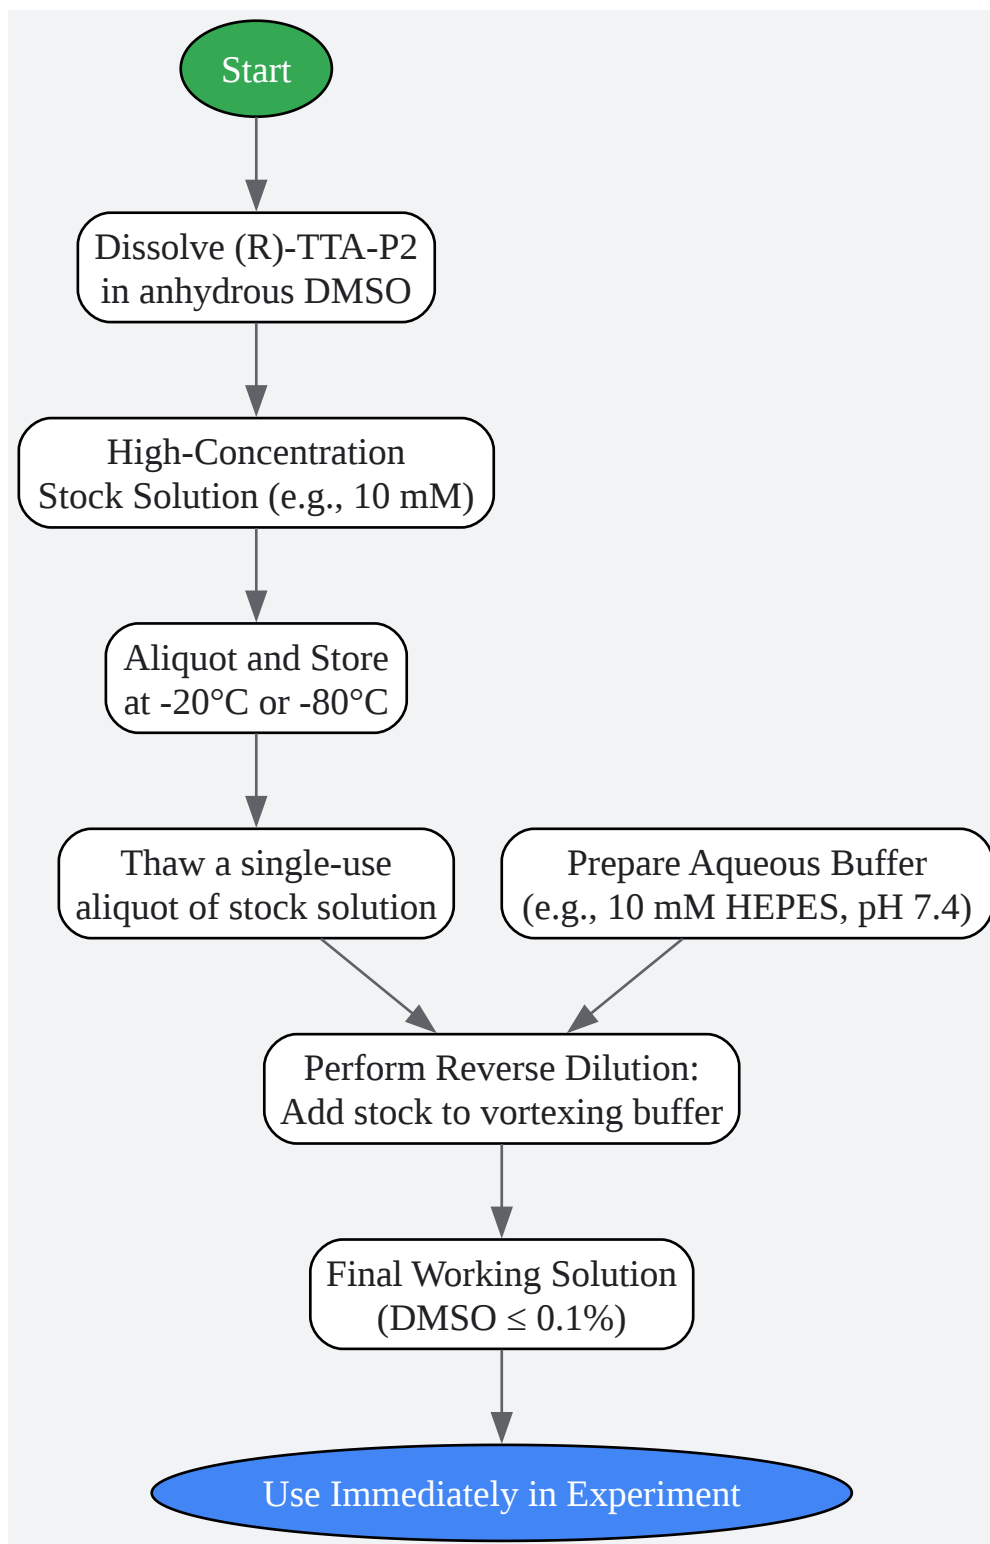 Start
Dissolve (R)-TTA-P2
in anhydrous DMSO
High-Concentration
Stock Solution (e.g., 10 mM)
Aliquot and Store
at -20°C or -80°C
Thaw a single-use
aliquot of stock solution
Prepare Aqueous Buffer
(e.g., 10 mM HEPES, pH 7.4)
Perform Reverse Dilution:
Add stock to vortexing buffer
Final Working Solution
(DMSO ≤ 0.1%)
Use Immediately in Experiment